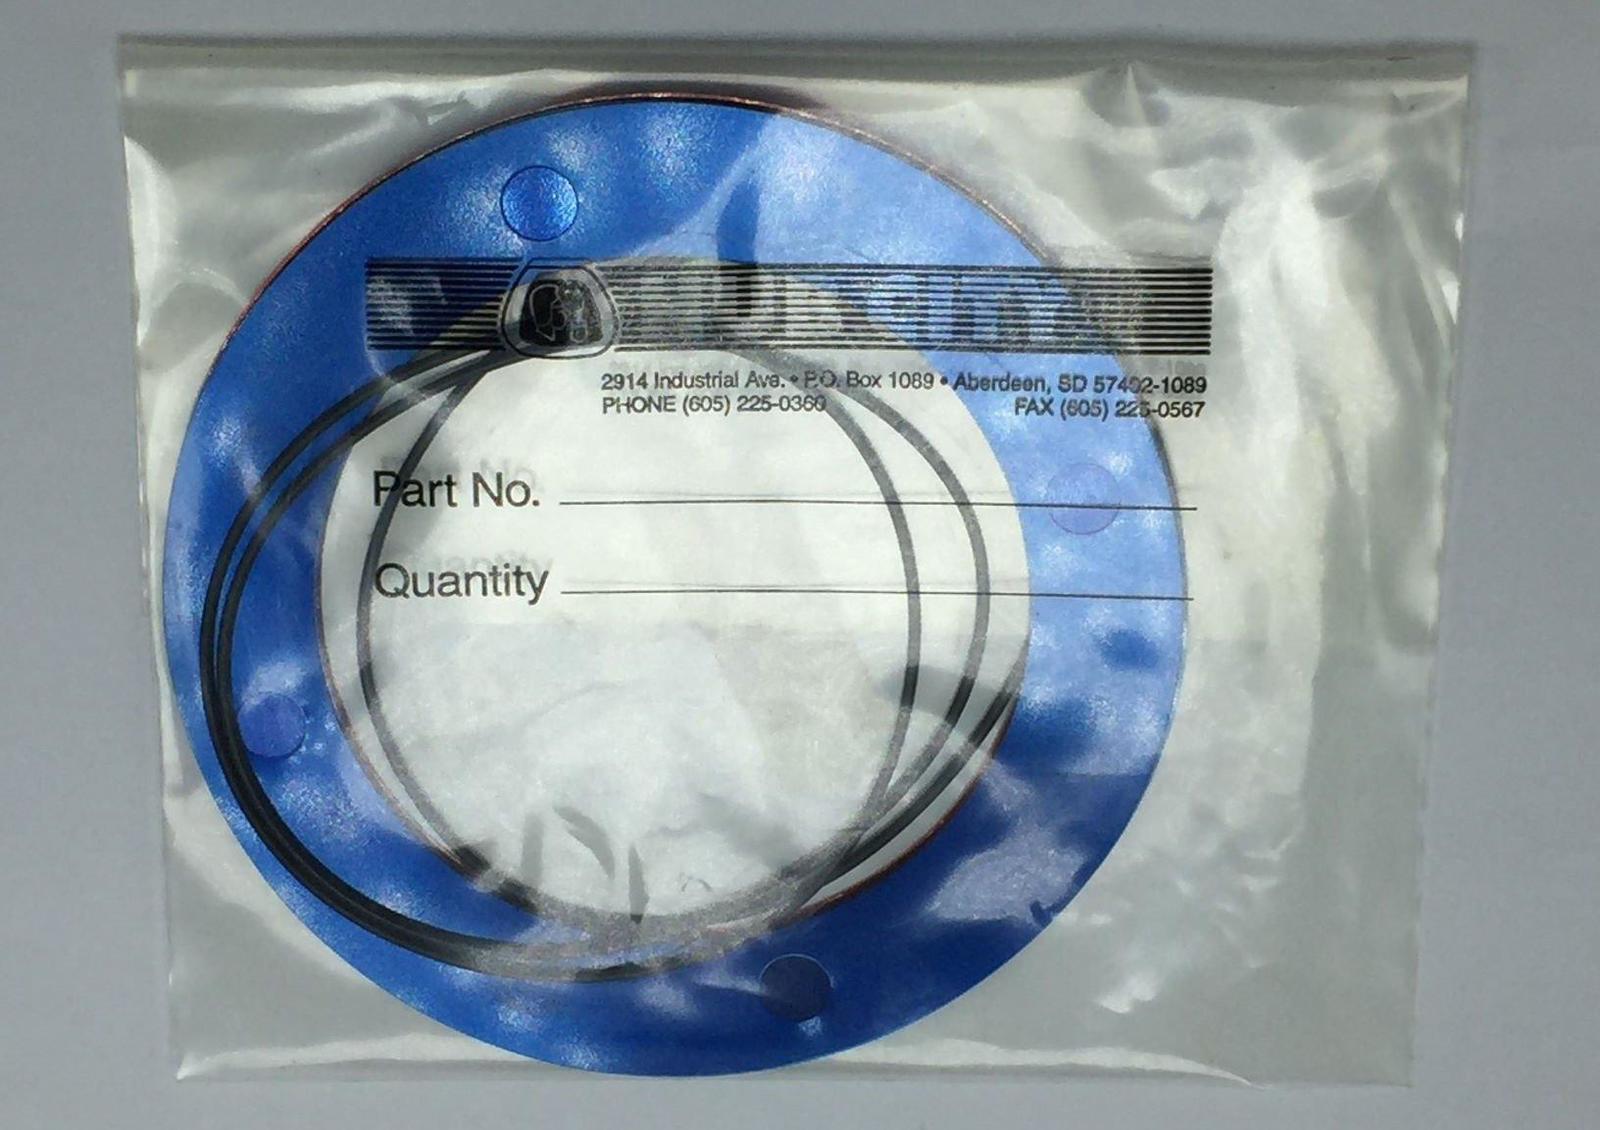 2914 Industrial Ave. • P.O. Box 1089 • Aberdeen, SD 57402-1089
PHONE (605) 225-0360 FAX (605) 225-0567
Part No.
Quantity